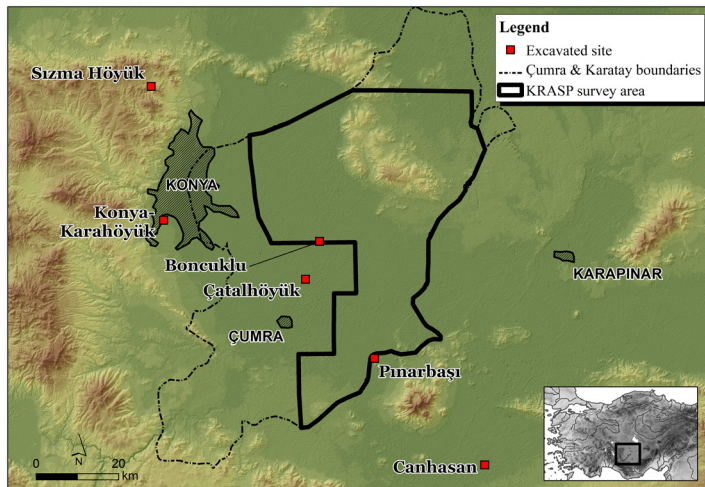 Legend
Excavated site
Çumra & Karatay boundaries
KRASP survey area
Sızma Höyük
KONYA
Konya-
Karahöyük
Boncuklu
Çatalhöyük
KARAPINAR
ÇUMRA
Pınarbaşı
Canhasan
N
0 20
km